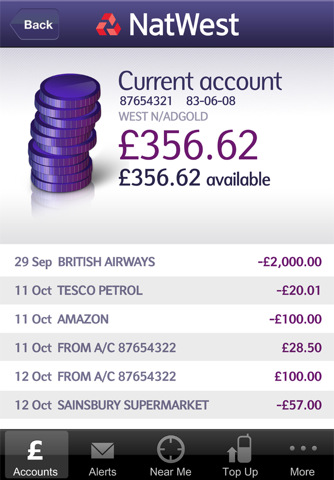 Back
NatWest
Current account
87654321 83-06-08
WEST N/ADGOLD
£356.62
£356.62 available
29 Sep BRITISH AIRWAYS -£2,000.00
11 Oct TESCO PETROL -£20.01
11 Oct AMAZON -£100.00
11 Oct FROM A/C 87654322 £28.50
12 Oct FROM A/C 87654322 £100.00
12 Oct SAINSBURY SUPERMARKET -£57.00
£
Accounts Alerts Near Me Top Up More